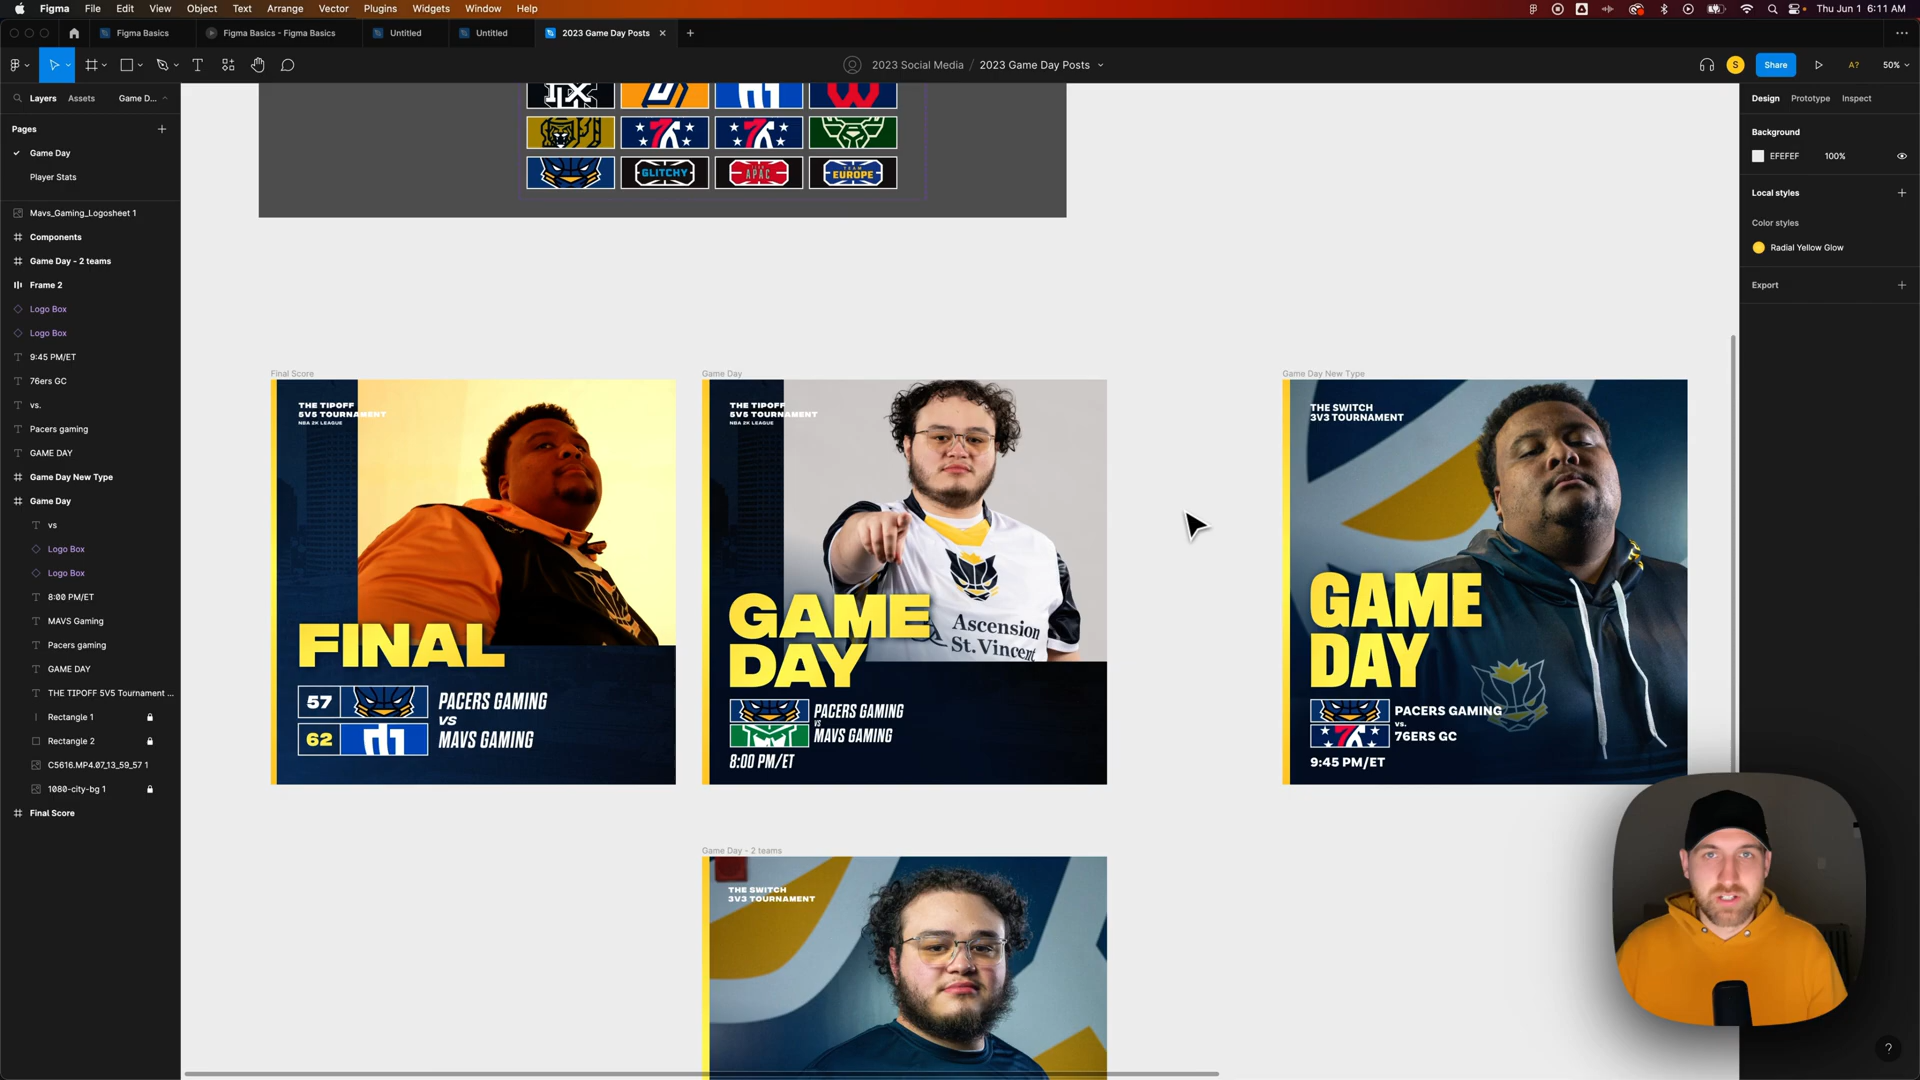 Figma File Edit View Object Text Arrange Vector Plugins Widgets Window Help Thu Jun 1 6:11 AM
Figma Basics Figma Basics - Figma Basics Untitled Untitled 2023 Game Day Posts
2023 Social Media / 2023 Game Day Posts S Share A? 50%
Layers Assets Game D...
Pages
Game Day
Player Stats
Mavs_Gaming_Logosheet 1
Components
Game Day - 2 teams
Frame 2
Logo Box
Logo Box
9:45 PM/ET
76ers GC
vs.
Pacers gaming
GAME DAY
Game Day New Type
Game Day
vs
Logo Box
Logo Box
8:00 PM/ET
MAVS Gaming
Pacers gaming
GAME DAY
THE TIPOFF 5V5 Tournament ...
Rectangle 1
Rectangle 2
C5616.MP4.07_13_59_57 1
1080-city-bg 1
Final Score
GLITCHY
APAC
TEAM
EUROPE
Final Score
THE TIPOFF
5V5 TOURNAMENT
NBA 2K LEAGUE
FINAL
57 PACERS GAMING
VS
62 MAVS GAMING
Game Day
THE TIPOFF
5V5 TOURNAMENT
NBA 2K LEAGUE
Ascension
St.Vincent
GAME
DAY
PACERS GAMING
VS
MAVS GAMING
8:00 PM/ET
Game Day New Type
THE SWITCH
3V3 TOURNAMENT
GAME
DAY
PACERS GAMING
vs.
76ERS GC
9:45 PM/ET
Game Day - 2 teams
THE SWITCH
3V3 TOURNAMENT
Design Prototype Inspect
Background
EFEFEF 100%
Local styles
Color styles
Radial Yellow Glow
Export
?